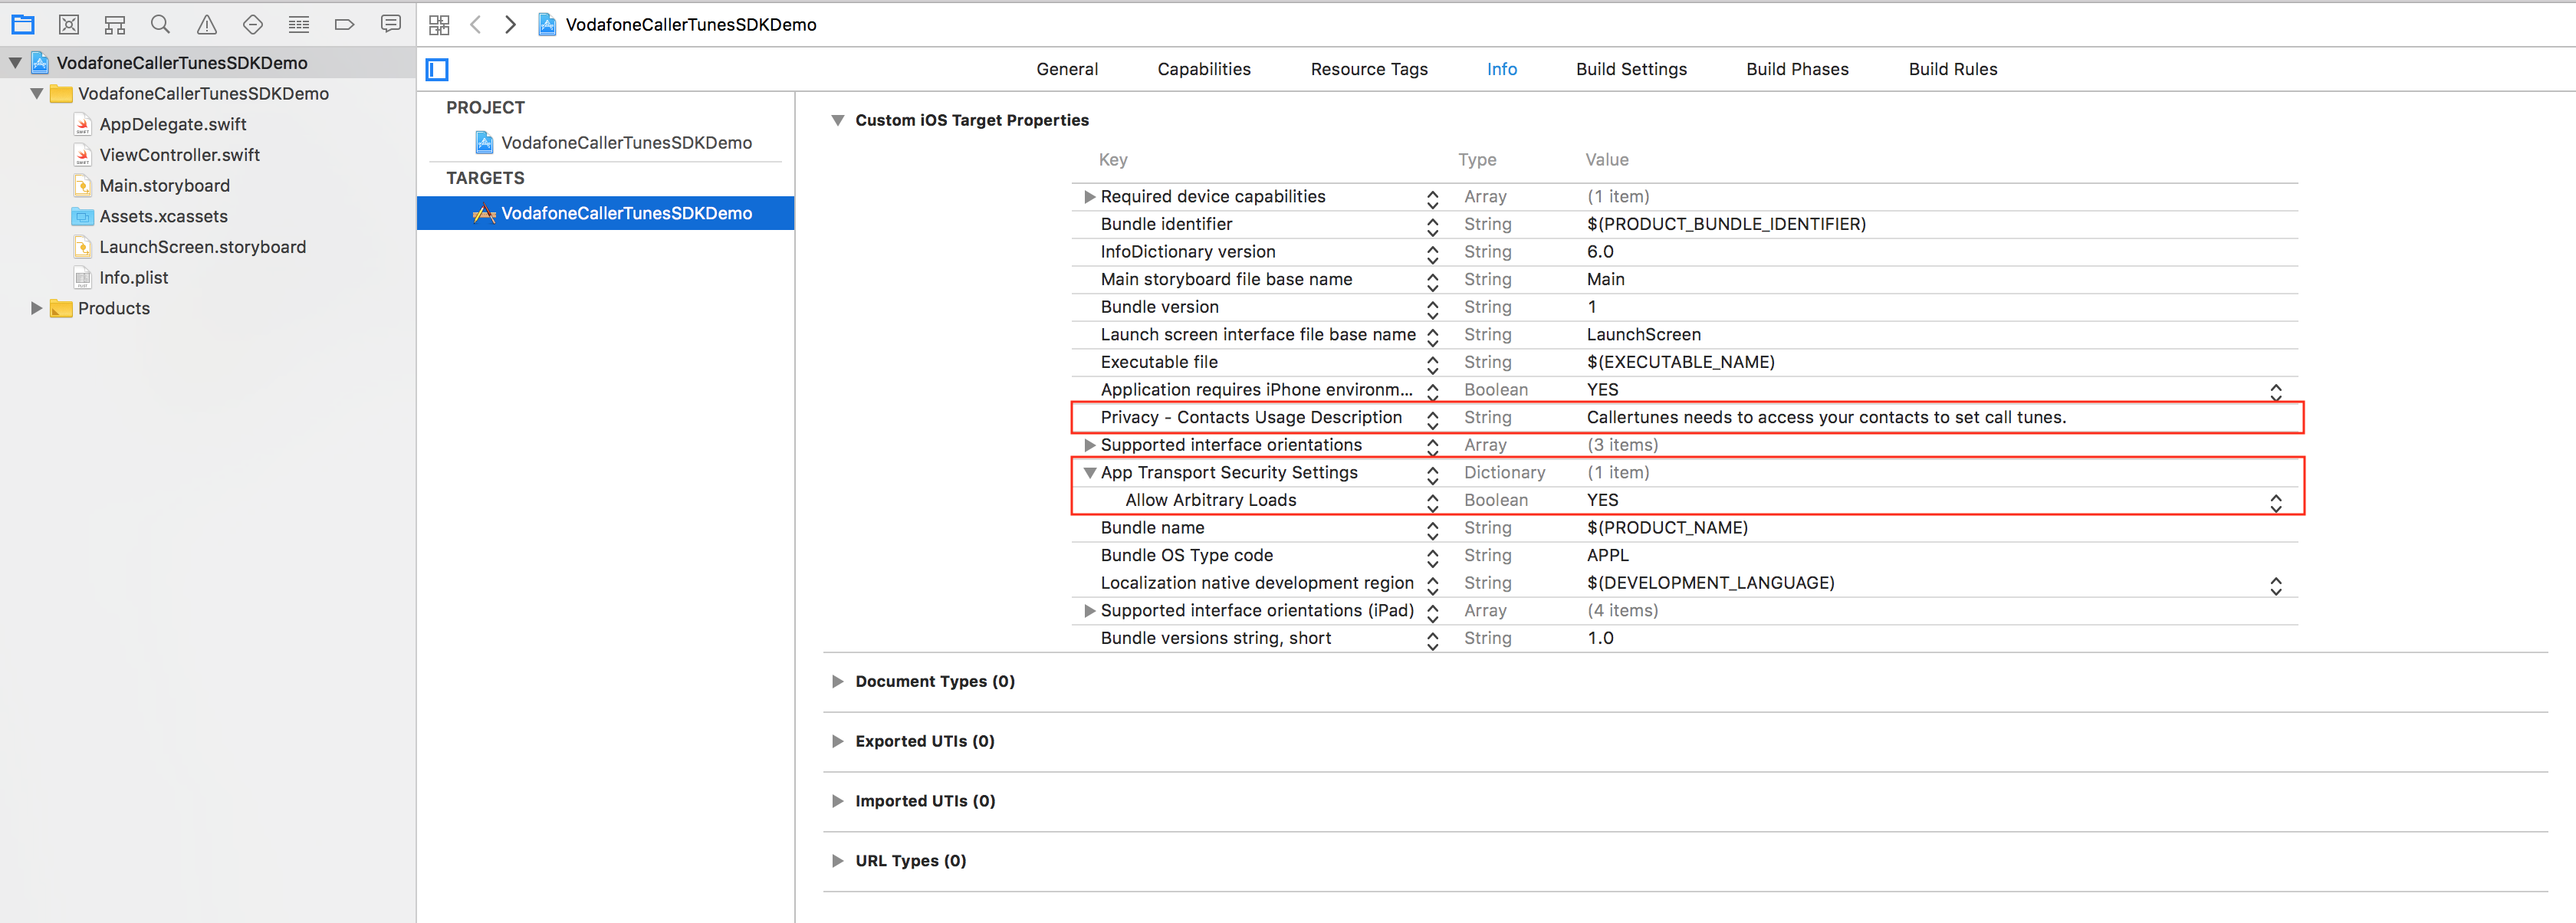 VodafoneCallerTunesSDKDemo
VodafoneCallerTunesSDKDemo
VodafoneCallerTunesSDKDemo
AppDelegate.swift
ViewController.swift
Main.storyboard
Assets.xcassets
LaunchScreen.storyboard
Info.plist
Products
General Capabilities Resource Tags Info Build Settings Build Phases Build Rules
PROJECT
VodafoneCallerTunesSDKDemo
TARGETS
VodafoneCallerTunesSDKDemo
Custom iOS Target Properties
Key Type Value
Required device capabilities Array (1 item)
Bundle identifier String $(PRODUCT_BUNDLE_IDENTIFIER)
InfoDictionary version String 6.0
Main storyboard file base name String Main
Bundle version String 1
Launch screen interface file base name String LaunchScreen
Executable file String $(EXECUTABLE_NAME)
Application requires iPhone environm... Boolean YES
Privacy - Contacts Usage Description String Callertunes needs to access your contacts to set call tunes.
Supported interface orientations Array (3 items)
App Transport Security Settings Dictionary (1 item)
Allow Arbitrary Loads Boolean YES
Bundle name String $(PRODUCT_NAME)
Bundle OS Type code String APPL
Localization native development region String $(DEVELOPMENT_LANGUAGE)
Supported interface orientations (iPad) Array (4 items)
Bundle versions string, short String 1.0
Document Types (0)
Exported UTIs (0)
Imported UTIs (0)
URL Types (0)